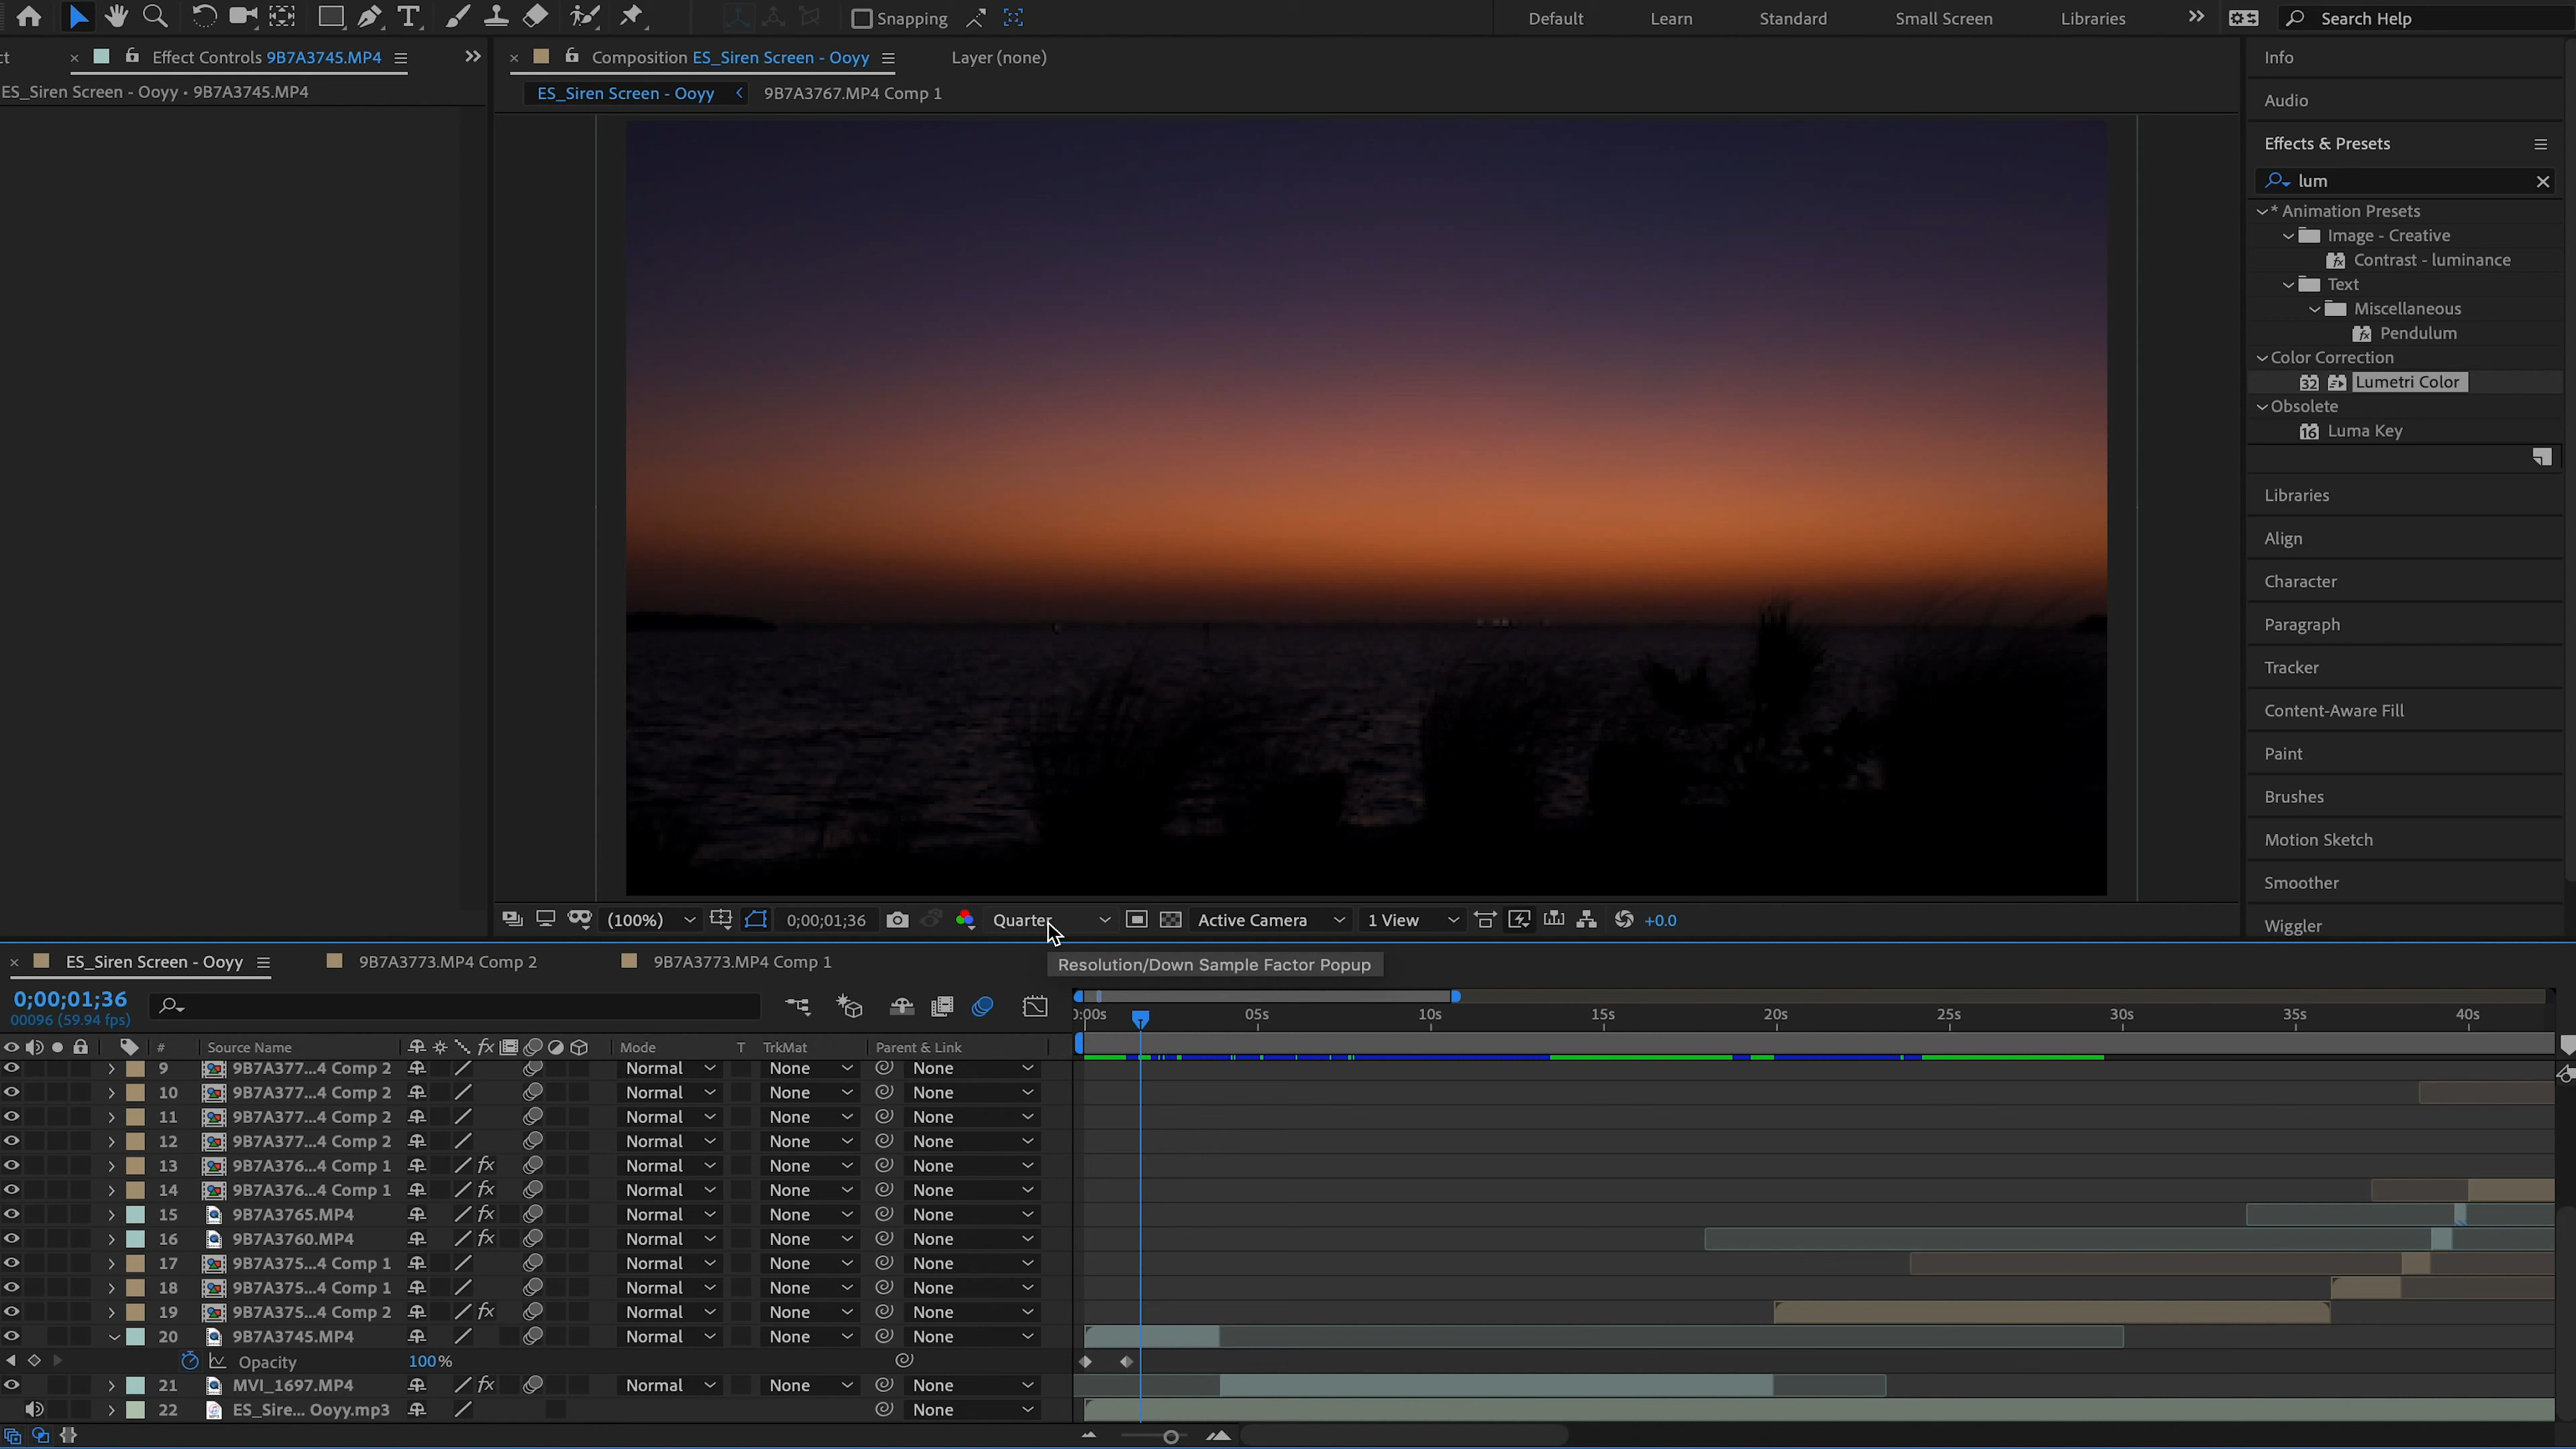 Snapping
Default Learn Standard Small Screen Libraries Search Help
Effect Controls 9B7A3745.MP4
ES_Siren Screen - Ooyy • 9B7A3745.MP4
Composition ES_Siren Screen - Ooyy
Layer (none)
ES_Siren Screen - Ooyy 9B7A3767.MP4 Comp 1
Info
Audio
Effects & Presets
lum
* Animation Presets
Image - Creative
Contrast - luminance
Text
Miscellaneous
Pendulum
Color Correction
32 Lumetri Color
Obsolete
16 Luma Key
Libraries
Align
Character
Paragraph
Tracker
Content-Aware Fill
Paint
Brushes
Motion Sketch
Smoother
Wiggler
(100%) 0;00;01;36 Quarter Active Camera 1 View +0.0
Resolution/Down Sample Factor Popup
ES_Siren Screen - Ooyy 9B7A3773.MP4 Comp 2 9B7A3773.MP4 Comp 1
0;00;01;36
00096 (59.94 fps)
:00s 05s 10s 15s 20s 25s 30s 35s 40s
# Source Name fx Mode T TrkMat Parent & Link
9 9B7A377...4 Comp 2 Normal None None
10 9B7A377...4 Comp 2 Normal None None
11 9B7A377...4 Comp 2 Normal None None
12 9B7A377...4 Comp 2 Normal None None
13 9B7A376...4 Comp 1 fx Normal None None
14 9B7A376...4 Comp 1 fx Normal None None
15 9B7A3765.MP4 fx Normal None None
16 9B7A3760.MP4 fx Normal None None
17 9B7A375...4 Comp 1 Normal None None
18 9B7A375...4 Comp 1 Normal None None
19 9B7A375...4 Comp 2 fx Normal None None
20 9B7A3745.MP4 Normal None None
Opacity 100%
21 MVI_1697.MP4 fx Normal None None
22 ES_Sire... Ooyy.mp3 None